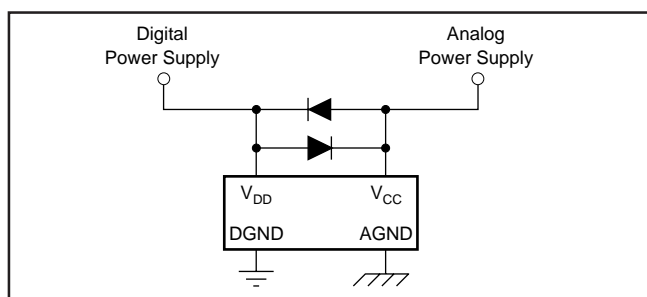 Digital
Power Supply
Analog
Power Supply
VDD
VCC
DGND
AGND